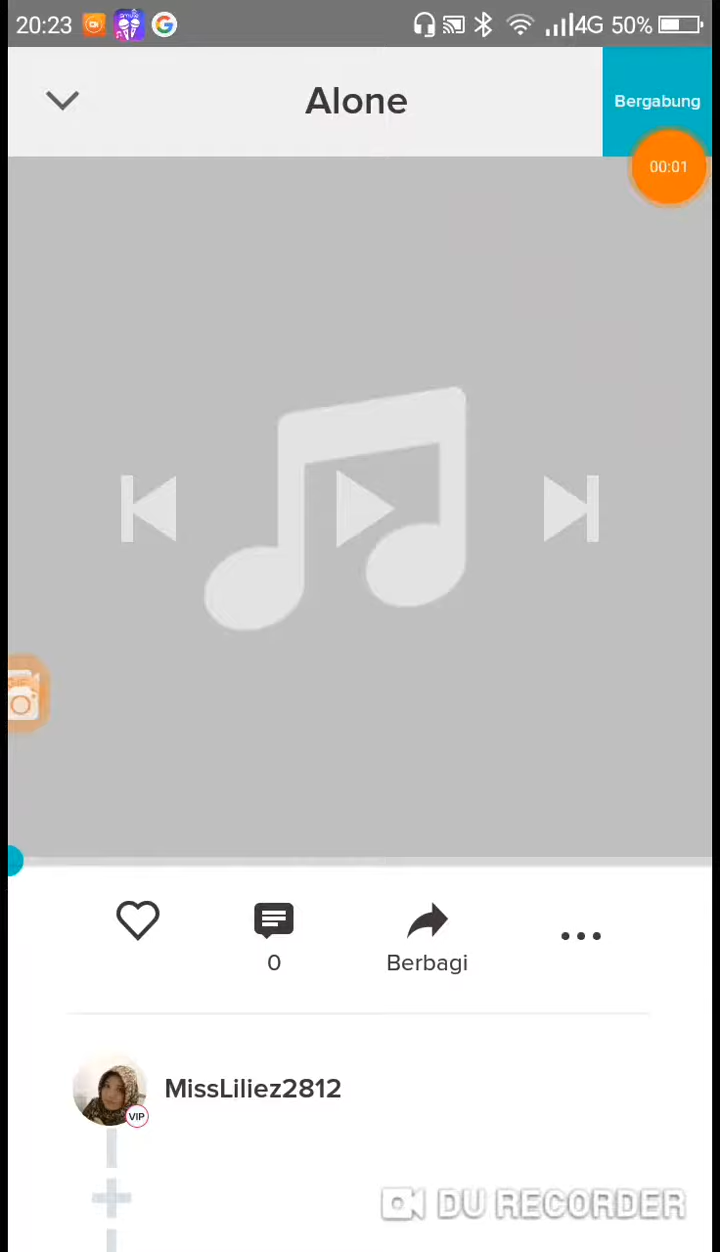 20:23 4G 50%
Alone
Bergabung
00:01
0
Berbagi
MissLiliez2812
VIP
DU RECORDER